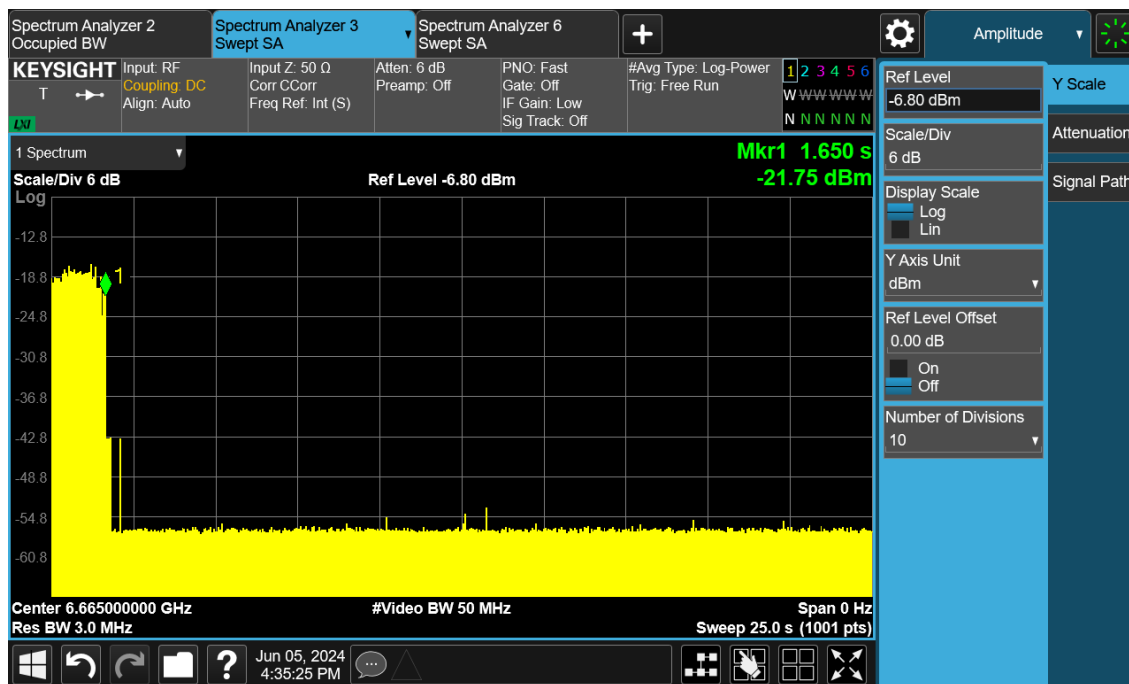 Spectrum Analyzer 2
Occupied BW
Spectrum Analyzer 3
Swept SA
Spectrum Analyzer 6
Swept SA
Amplitude
KEYSIGHT
T
LXI
Input: RF
Coupling: DC
Align: Auto
Input Z: 50 Ω
Corr CCorr
Freq Ref: Int (S)
Atten: 6 dB
Preamp: Off
PNO: Fast
Gate: Off
IF Gain: Low
Sig Track: Off
#Avg Type: Log-Power
Trig: Free Run
1 2 3 4 5 6
W W W W W W
N N N N N N
1 Spectrum
Mkr1 1.650 s
Scale/Div 6 dB
Ref Level -6.80 dBm
-21.75 dBm
Log
-12.8
1
-18.8
-24.8
-30.8
-36.8
-42.8
-48.8
-54.8
-60.8
Center 6.665000000 GHz
#Video BW 50 MHz
Span 0 Hz
Res BW 3.0 MHz
Sweep 25.0 s (1001 pts)
Ref Level
-6.80 dBm
Scale/Div
6 dB
Display Scale
Log
Lin
Y Axis Unit
dBm
Ref Level Offset
0.00 dB
On
Off
Number of Divisions
10
Y Scale
Attenuation
Signal Path
?
Jun 05, 2024
4:35:25 PM